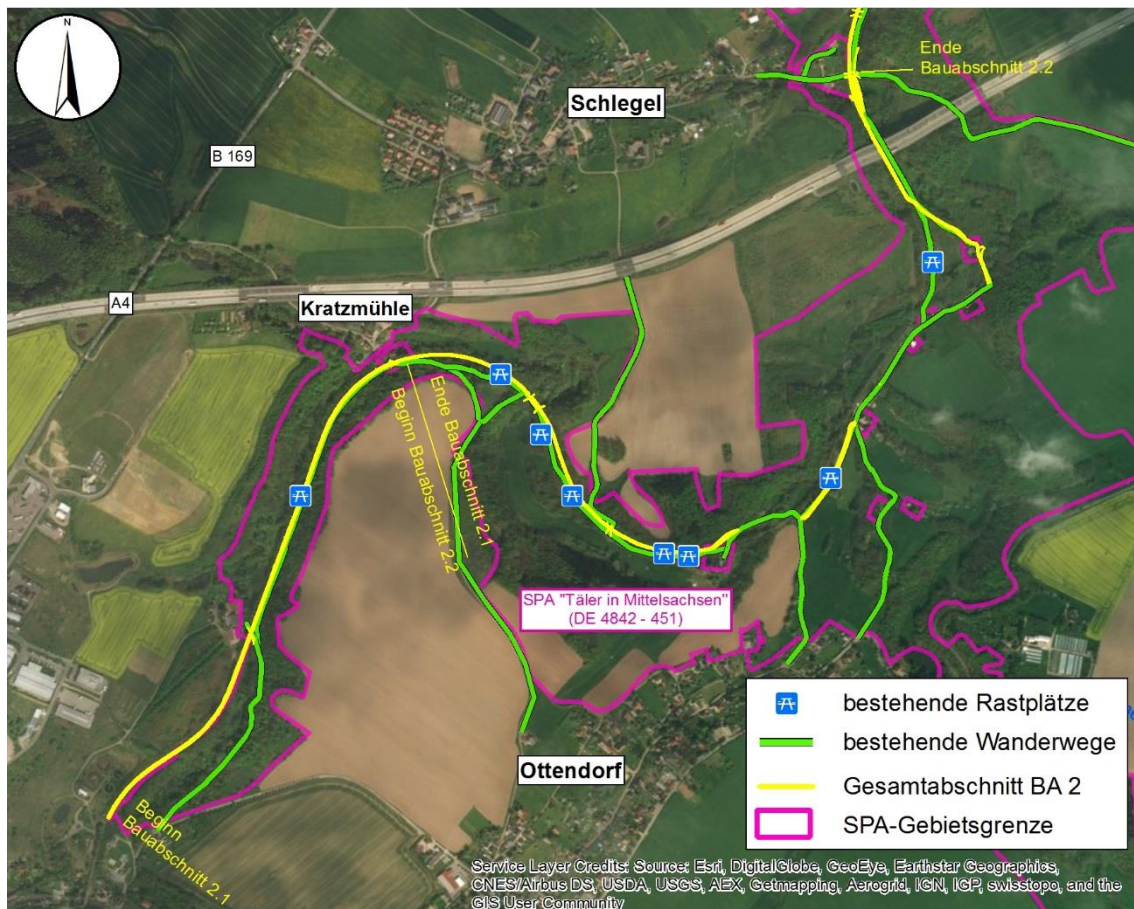 N
Ende
Bauabschnitt 2.2
Schlegel
B 169
A4
Kratzmühle
Ende Bauabschnitt 2.1
Beginn Bauabschnitt 2.2
SPA "Täler in Mittelsachsen"
(DE 4842 - 451)
Ottendorf
Beginn
Bauabschnitt 2.1
bestehende Rastplätze
bestehende Wanderwege
Gesamtabschnitt BA 2
SPA-Gebietsgrenze
Service Layer Credits: Source: Esri, DigitalGlobe, GeoEye, Earthstar Geographics,
CNES/Airbus DS, USDA, USGS, AEX, Getmapping, Aerogrid, IGN, IGP, swisstopo, and the
GIS User Community